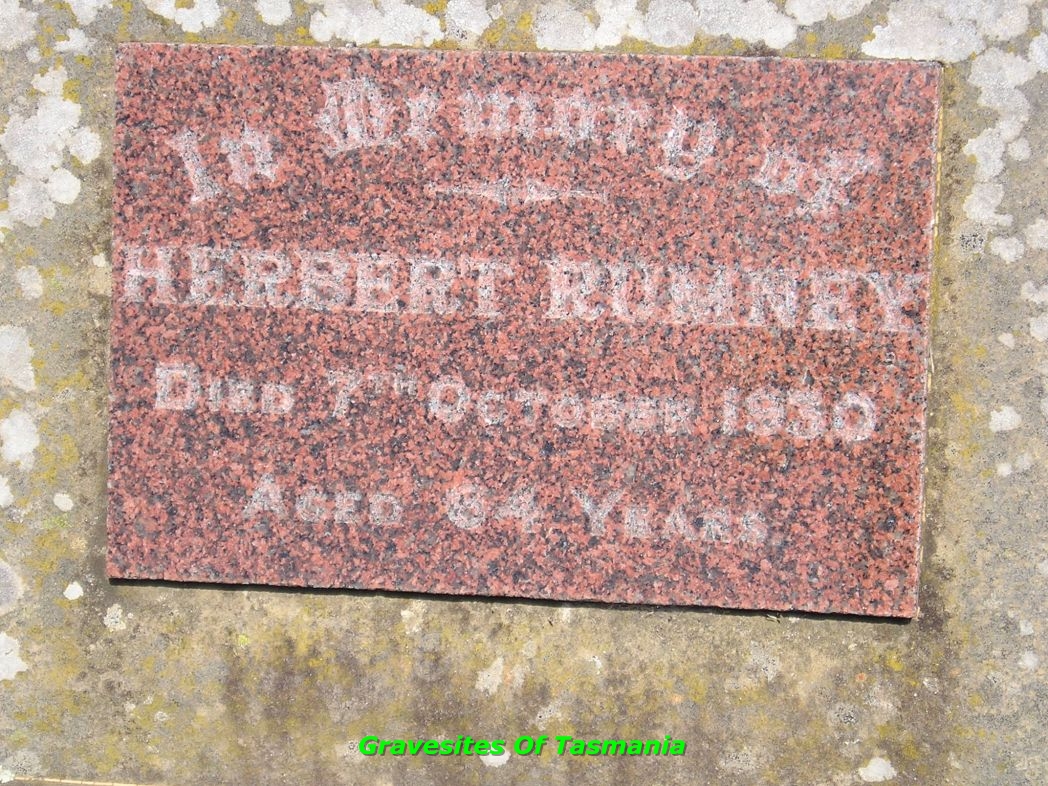 In Memory of
HERBERT RUMNEY
DIED 7TH OCTOBER 1950
AGED 84 YEARS
Gravesites Of Tasmania